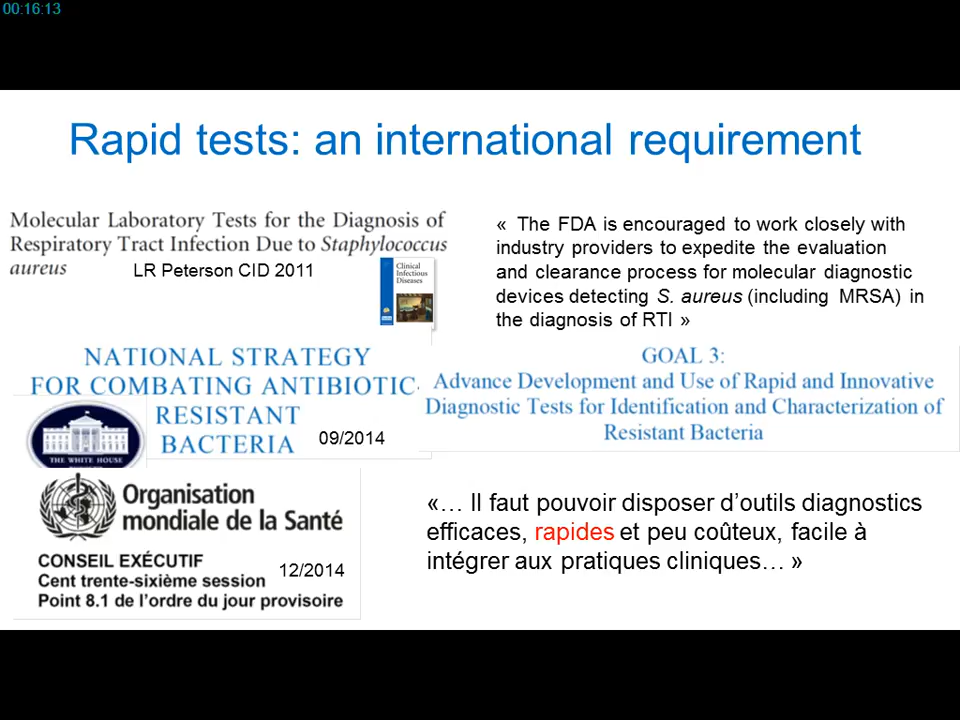 00:16:13
Rapid tests: an international requirement
Molecular Laboratory Tests for the Diagnosis of
Respiratory Tract Infection Due to Staphylococcus
aureus
LR Peterson CID 2011
Clinical
Infectious
Diseases
« The FDA is encouraged to work closely with
industry providers to expedite the evaluation
and clearance process for molecular diagnostic
devices detecting S. aureus (including MRSA) in
the diagnosis of RTI »
NATIONAL STRATEGY
FOR COMBATING ANTIBIOTIC-
RESISTANT
BACTERIA
09/2014
THE WHITE HOUSE
GOAL 3:
Advance Development and Use of Rapid and Innovative
Diagnostic Tests for Identification and Characterization of
Resistant Bacteria
Organisation
mondiale de la Santé
CONSEIL EXÉCUTIF
Cent trente-sixième session
Point 8.1 de l’ordre du jour provisoire
12/2014
«… Il faut pouvoir disposer d’outils diagnostics
efficaces, rapides et peu coûteux, facile à
intégrer aux pratiques cliniques… »